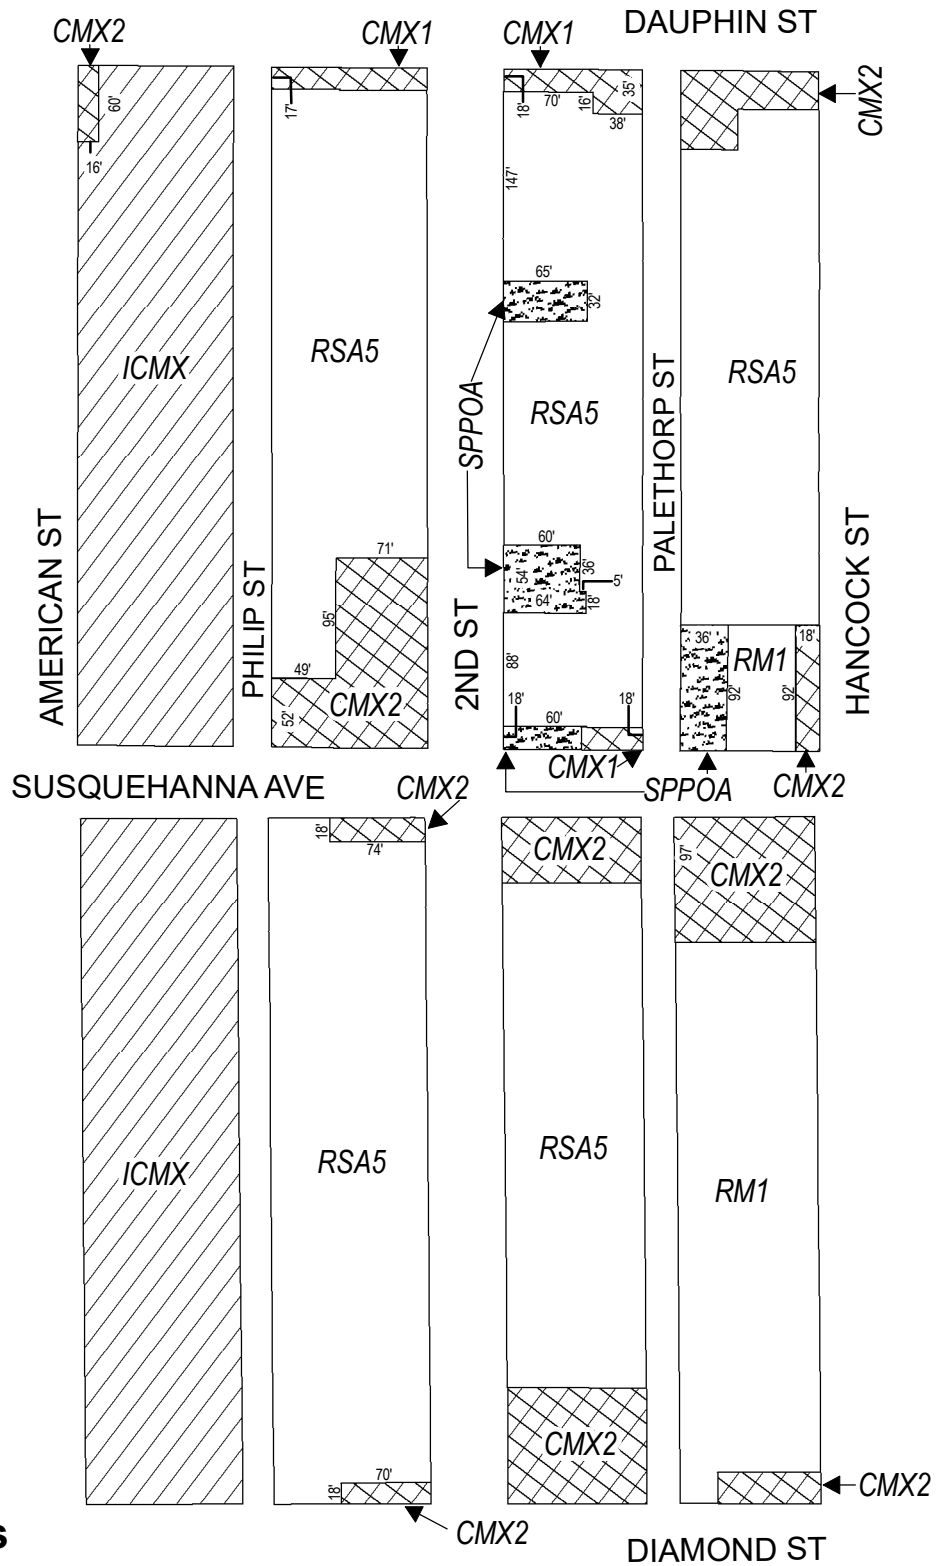 DAUPHIN ST
CMX2
CMX1
CMX1
60'
16'
17'
18'
70'
16'
35'
38'
CMX2
147'
65'
32'
ICMX
RSA5
SPPOA
RSA5
PALETHORP ST
RSA5
AMERICAN ST
PHILIP ST
2ND ST
HANCOCK ST
71'
95'
49'
52'
CMX2
60'
54'
36'
5'
64'
18'
88'
18'
60'
18'
CMX1
36'
RM1
92'
92'
18'
SPPOA
CMX2
SUSQUEHANNA AVE
CMX2
18'
74'
CMX2
97'
CMX2
ICMX
RSA5
RSA5
RM1
70'
18'
CMX2
CMX2
CMX2
s
DIAMOND ST